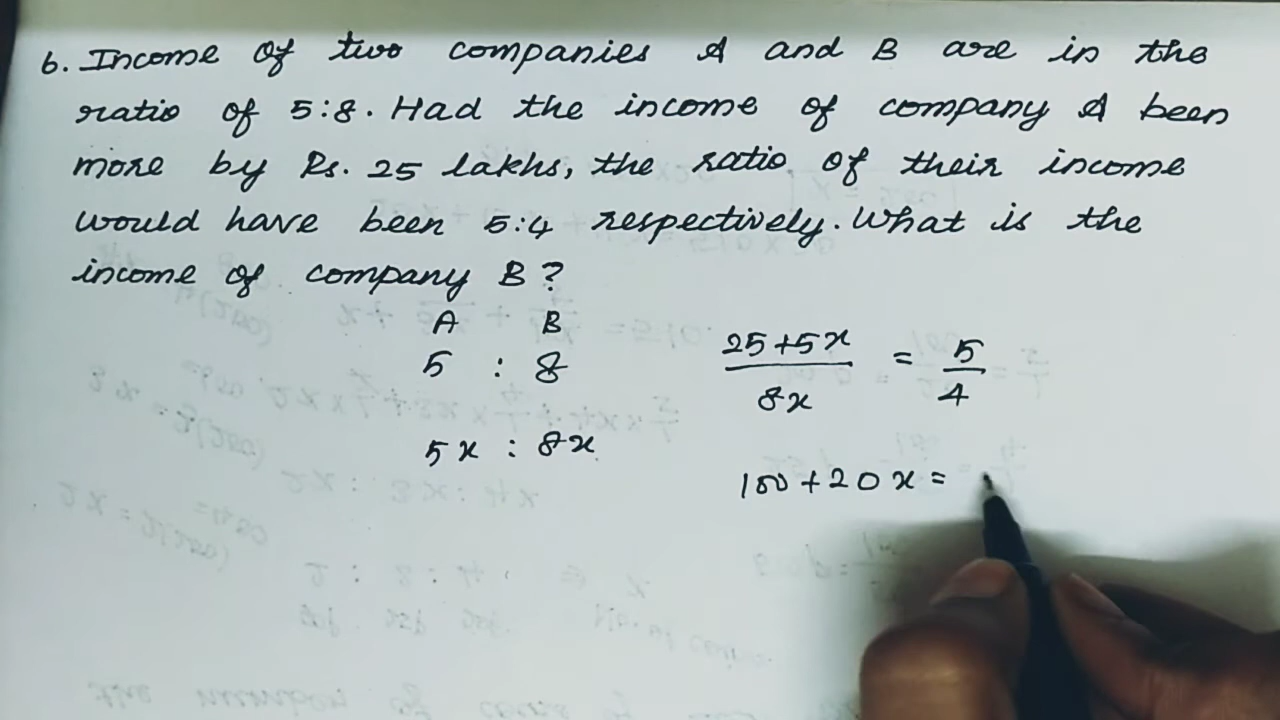 6. Income of two companies A and B are in the
ratio of 5:8. Had the income of company A been
more by Rs. 25 lakhs, the ratio of their income
would have been 5:4 respectively. What is the
income of company B?
A B
5 : 8
5x : 8x
25+5x / 8x = 5 / 4
100+20x =